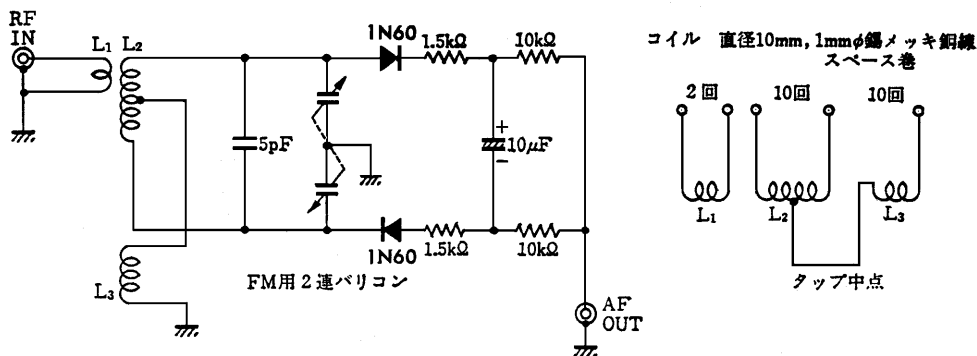 RF
IN
L1
L2
1N60
1.5kΩ
10kΩ
5pF
+
10μF
-
1N60
1.5kΩ
10kΩ
L3
FM用2連バリコン
AF
OUT
コイル 直径10mm, 1mmφ錫メッキ銅線
スペース巻
2回 10回 10回
L1 L2 L3
タップ中点